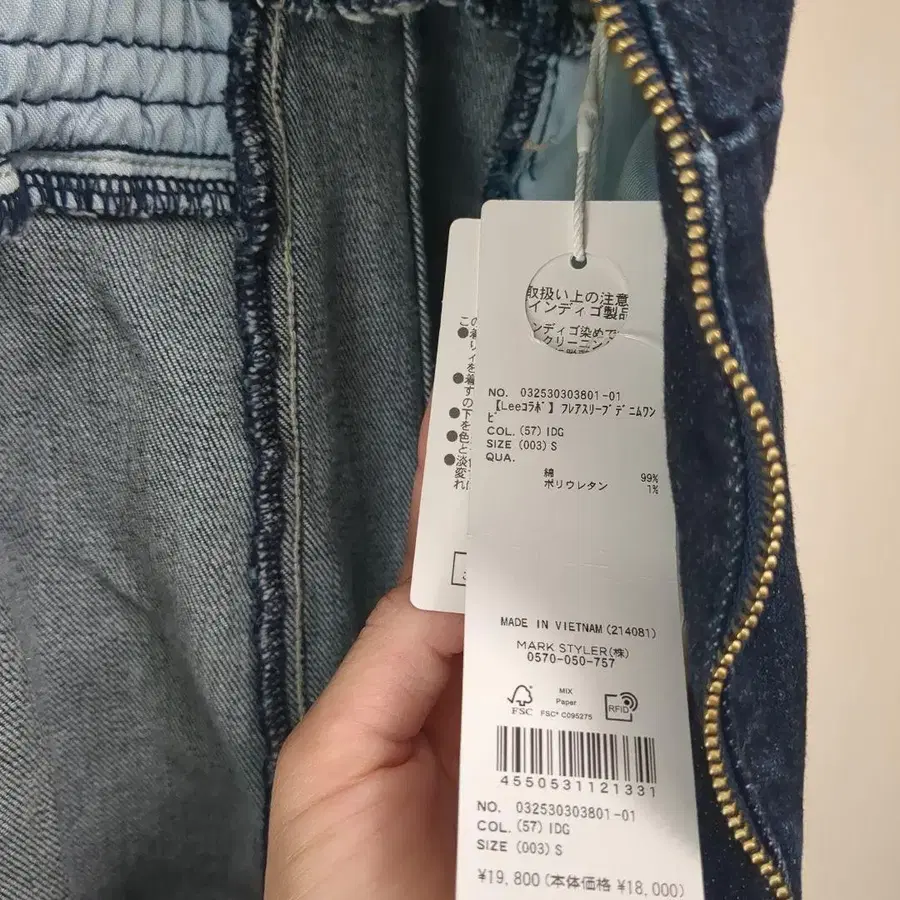 取扱い上の注意
インディゴ製品
ンディゴ染めで
クリーニン
NO. 032530303801-01
【Leeコラボ】 フレアスリーブデニムワン
ピ
COL. (57) IDG
SIZE (003) S
QUA.
綿 99%
ポリウレタン 1%
MADE IN VIETNAM (214081)
MARK STYLER(株)
0570-050-757
FSC
MIX
Paper
FSC® C095275
RFID
4550531121331
NO. 032530303801-01
COL. (57) IDG
SIZE (003) S
¥19,800 (本体価格 ¥18,000)